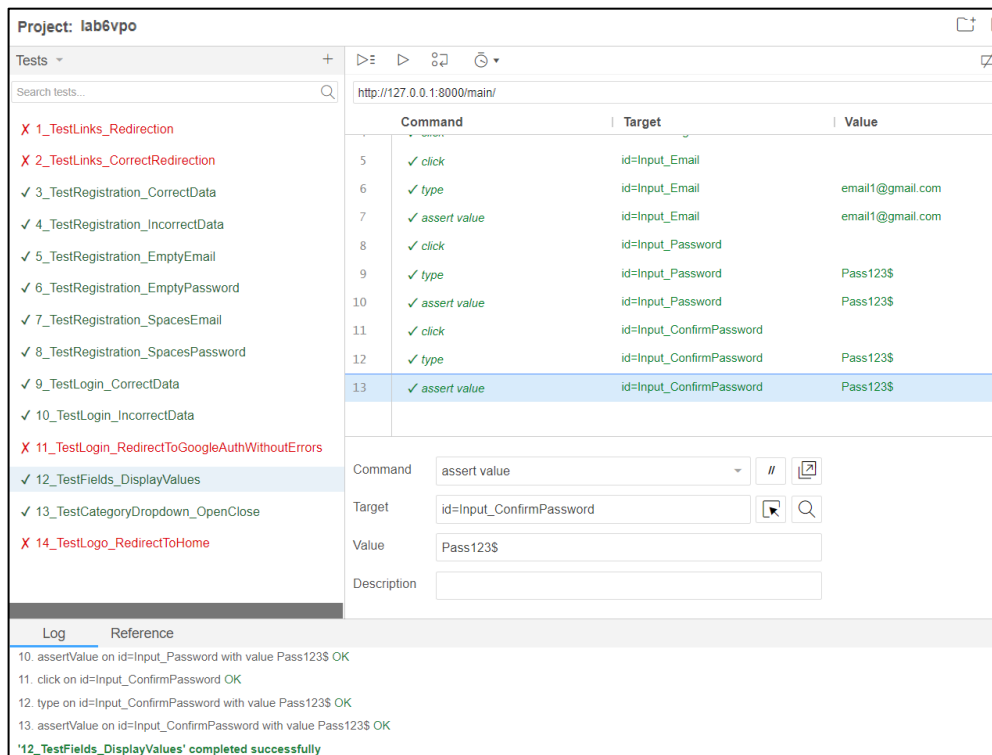 Project: lab6vpo
Tests
Search tests...
✗ 1_TestLinks_Redirection
✗ 2_TestLinks_CorrectRedirection
✓ 3_TestRegistration_CorrectData
✓ 4_TestRegistration_IncorrectData
✓ 5_TestRegistration_EmptyEmail
✓ 6_TestRegistration_EmptyPassword
✓ 7_TestRegistration_SpacesEmail
✓ 8_TestRegistration_SpacesPassword
✓ 9_TestLogin_CorrectData
✓ 10_TestLogin_IncorrectData
✗ 11_TestLogin_RedirectToGoogleAuthWithoutErrors
✓ 12_TestFields_DisplayValues
✓ 13_TestCategoryDropdown_OpenClose
✗ 14_TestLogo_RedirectToHome
http://127.0.0.1:8000/main/
Command Target Value
5 ✓ click id=Input_Email
6 ✓ type id=Input_Email email1@gmail.com
7 ✓ assert value id=Input_Email email1@gmail.com
8 ✓ click id=Input_Password
9 ✓ type id=Input_Password Pass123$
10 ✓ assert value id=Input_Password Pass123$
11 ✓ click id=Input_ConfirmPassword
12 ✓ type id=Input_ConfirmPassword Pass123$
13 ✓ assert value id=Input_ConfirmPassword Pass123$
Command assert value //
Target id=Input_ConfirmPassword
Value Pass123$
Description
Log Reference
10. assertValue on id=Input_Password with value Pass123$ OK
11. click on id=Input_ConfirmPassword OK
12. type on id=Input_ConfirmPassword with value Pass123$ OK
13. assertValue on id=Input_ConfirmPassword with value Pass123$ OK
'12_TestFields_DisplayValues' completed successfully